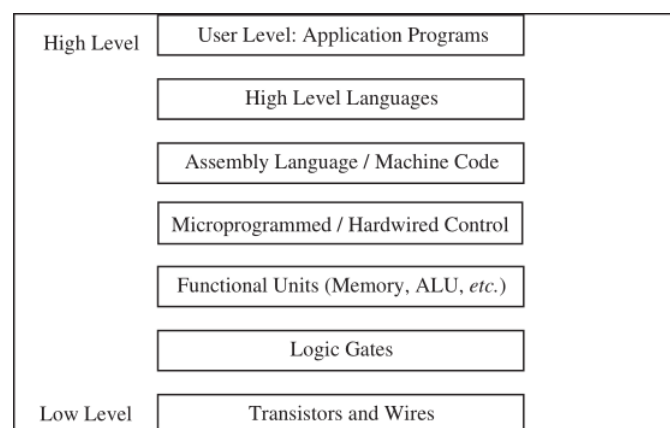 High Level
User Level: Application Programs
High Level Languages
Assembly Language / Machine Code
Microprogrammed / Hardwired Control
Functional Units (Memory, ALU, etc.)
Logic Gates
Low Level
Transistors and Wires